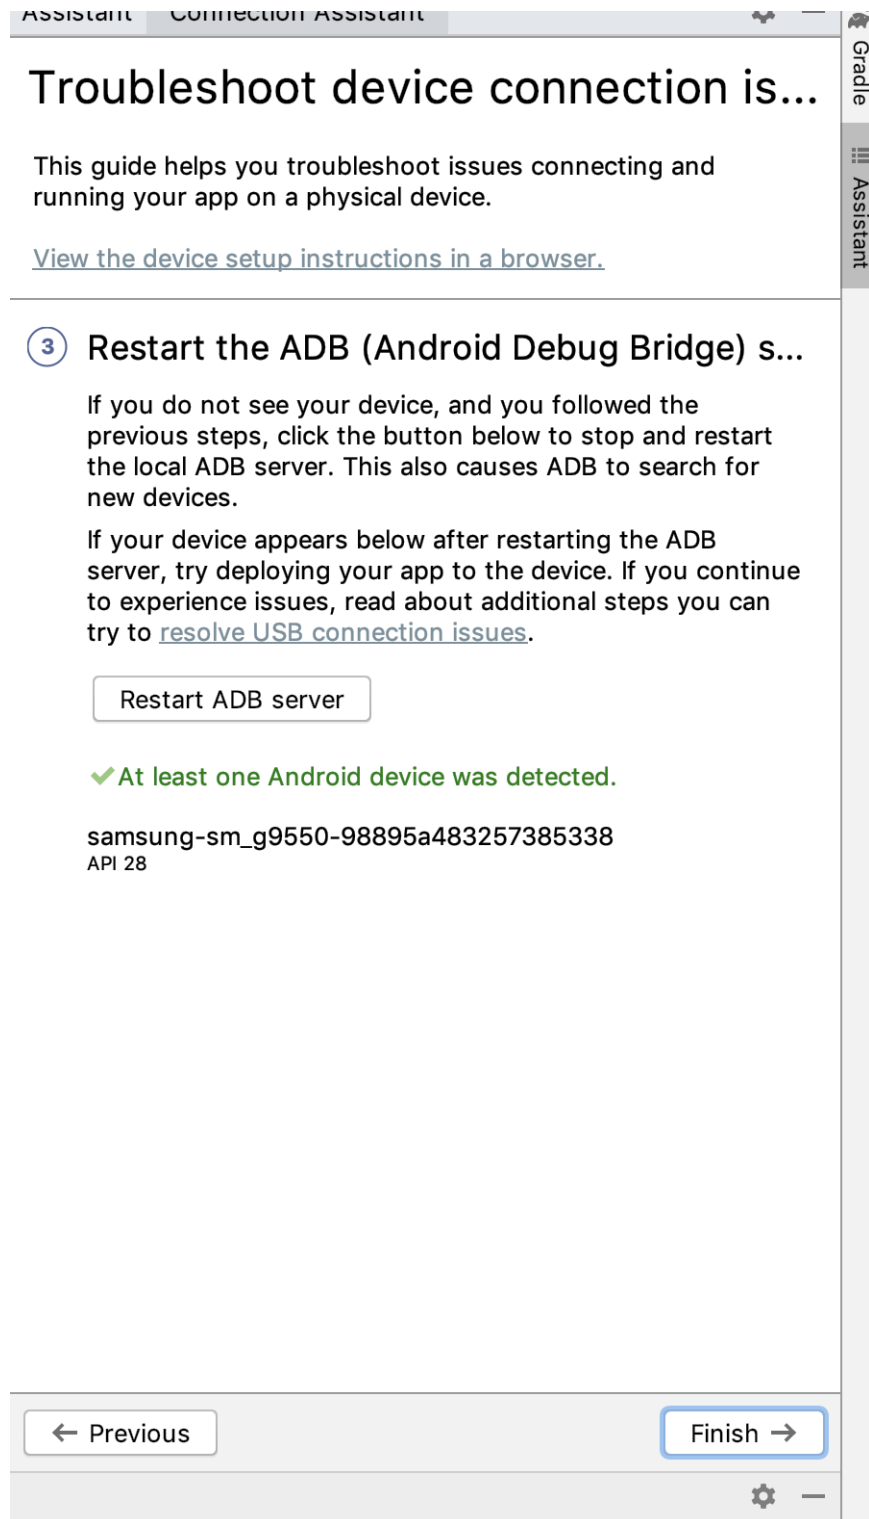 Assistant
Connection Assistant
Gradle
Assistant
Troubleshoot device connection is...
This guide helps you troubleshoot issues connecting and
running your app on a physical device.
View the device setup instructions in a browser.
3
Restart the ADB (Android Debug Bridge) s...
If you do not see your device, and you followed the
previous steps, click the button below to stop and restart
the local ADB server. This also causes ADB to search for
new devices.
If your device appears below after restarting the ADB
server, try deploying your app to the device. If you continue
to experience issues, read about additional steps you can
try to resolve USB connection issues.
Restart ADB server
At least one Android device was detected.
samsung-sm_g9550-98895a483257385338
API 28
Previous
Finish